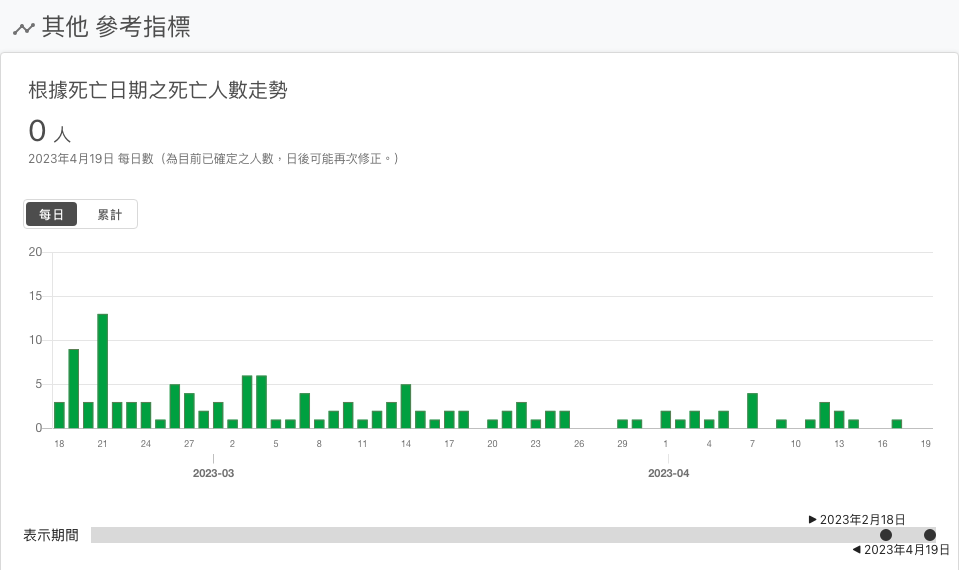 其他 參考指標
根據死亡日期之死亡人數走勢
0 人
2023年4月19日 每日數（為目前已確定之人數，日後可能再次修正。）
每日 累計
20
15
10
5
0
18 21 24 27 2 5 8 11 14 17 20 23 26 29 1 4 7 10 13 16 19
2023-03 2023-04
▶ 2023年2月18日
表示期間
◀ 2023年4月19日